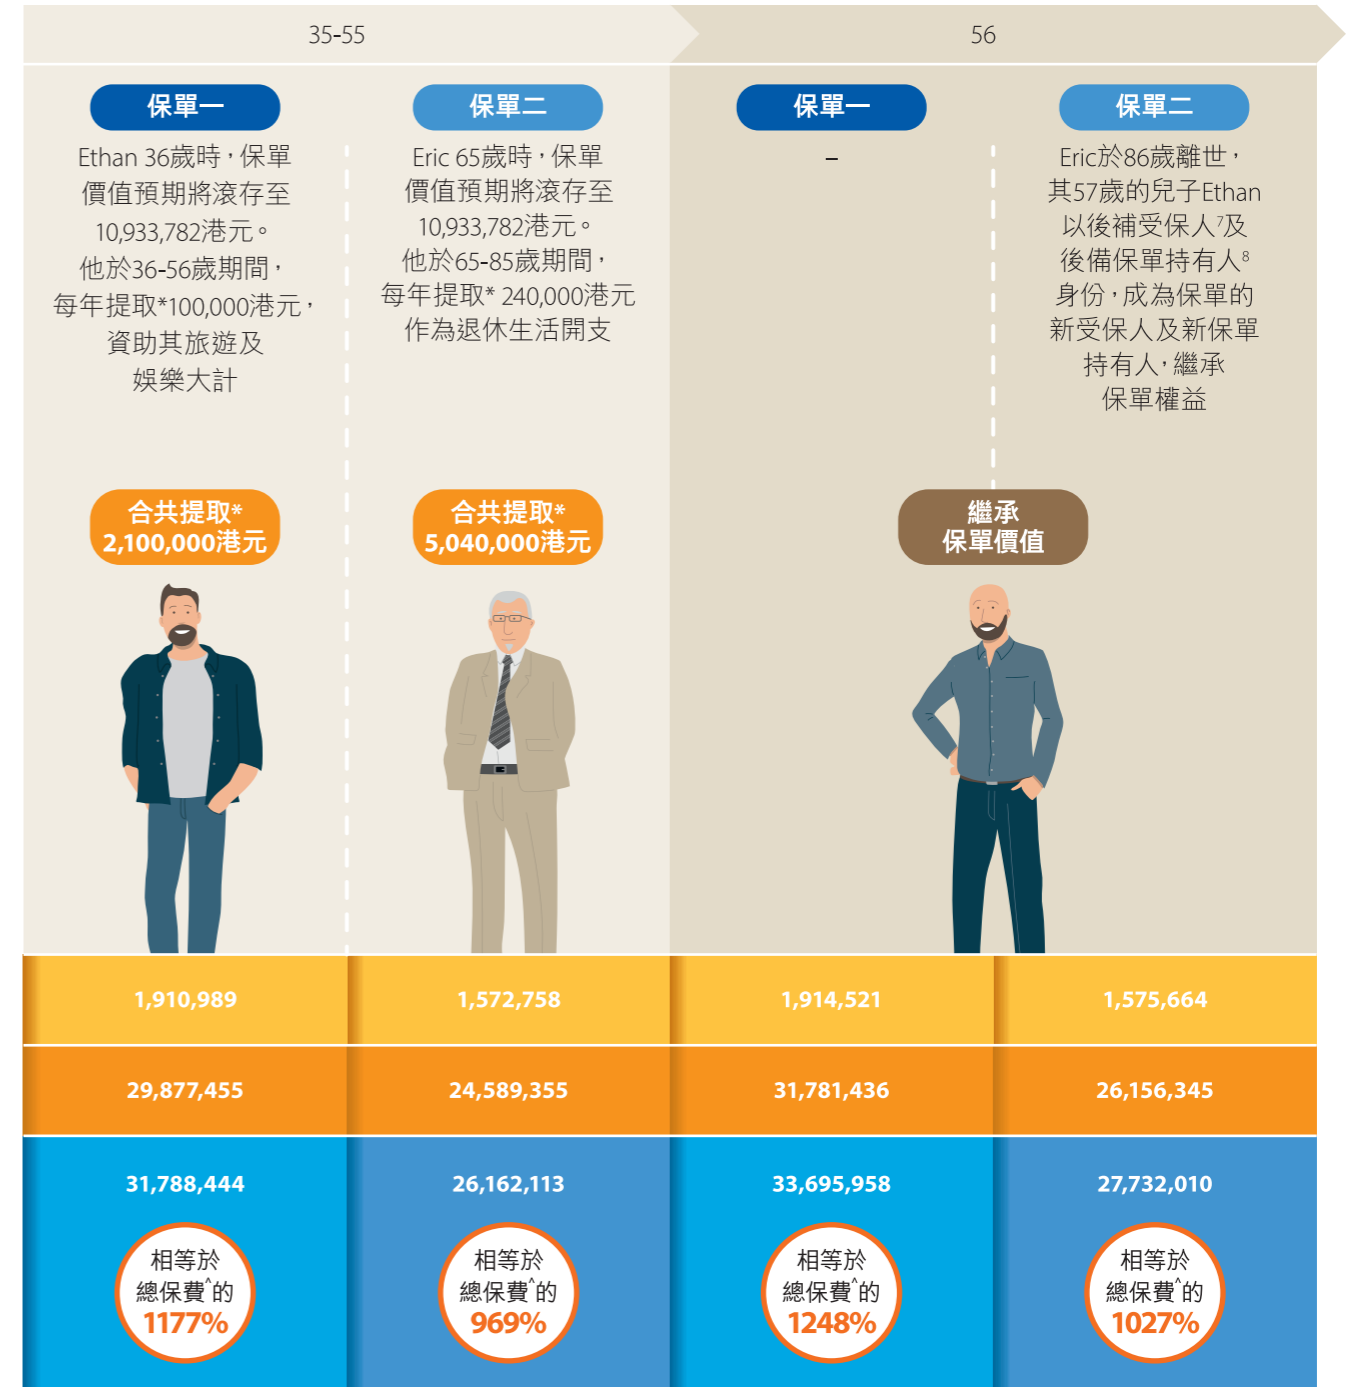 35-55
56
保單一
Ethan 36歲時，保單
價值預期將滾存至
10,933,782港元。
他於36-56歲期間，
每年提取*100,000港元，
資助其旅遊及
娛樂大計
合共提取*
2,100,000港元
保單二
Eric 65歲時，保單
價值預期將滾存至
10,933,782港元。
他於65-85歲期間，
每年提取* 240,000港元
作為退休生活開支
合共提取*
5,040,000港元
保單一
–
保單二
Eric於86歲離世，
其57歲的兒子Ethan
以後補受保人7及
後備保單持有人8
身份，成為保單的
新受保人及新保單
持有人，繼承
保單權益
繼承
保單價值
1,910,989
1,572,758
1,914,521
1,575,664
29,877,455
24,589,355
31,781,436
26,156,345
31,788,444
26,162,113
33,695,958
27,732,010
相等於
總保費^的
1177%
相等於
總保費^的
969%
相等於
總保費^的
1248%
相等於
總保費^的
1027%